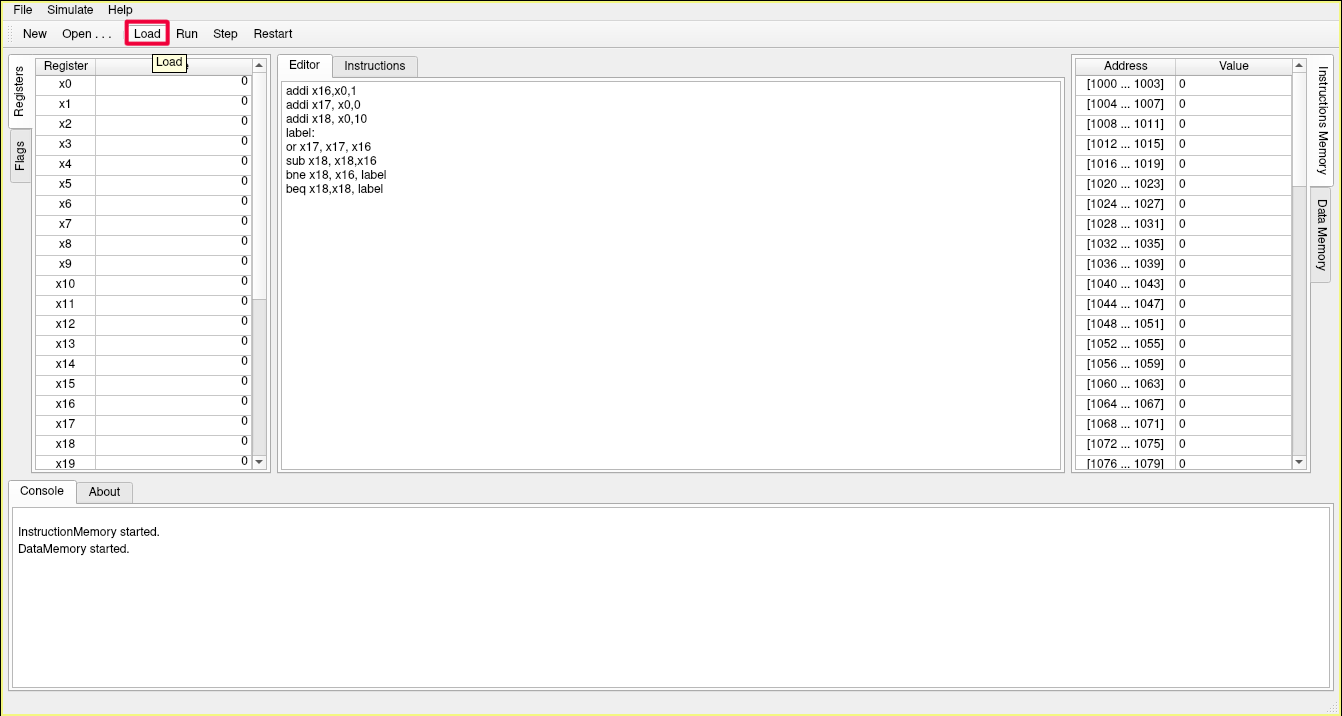 File Simulate Help
New Open . . . Load Run Step Restart
Load
Registers
Flags
Register
x0 0
x1 0
x2 0
x3 0
x4 0
x5 0
x6 0
x7 0
x8 0
x9 0
x10 0
x11 0
x12 0
x13 0
x14 0
x15 0
x16 0
x17 0
x18 0
x19 0
Editor Instructions
addi x16,x0,1
addi x17, x0,0
addi x18, x0,10
label:
or x17, x17, x16
sub x18, x18,x16
bne x18, x16, label
beq x18,x18, label
Address Value
[1000 ... 1003] 0
[1004 ... 1007] 0
[1008 ... 1011] 0
[1012 ... 1015] 0
[1016 ... 1019] 0
[1020 ... 1023] 0
[1024 ... 1027] 0
[1028 ... 1031] 0
[1032 ... 1035] 0
[1036 ... 1039] 0
[1040 ... 1043] 0
[1044 ... 1047] 0
[1048 ... 1051] 0
[1052 ... 1055] 0
[1056 ... 1059] 0
[1060 ... 1063] 0
[1064 ... 1067] 0
[1068 ... 1071] 0
[1072 ... 1075] 0
[1076 ... 1079] 0
Instructions Memory
Data Memory
Console About
InstructionMemory started.
DataMemory started.